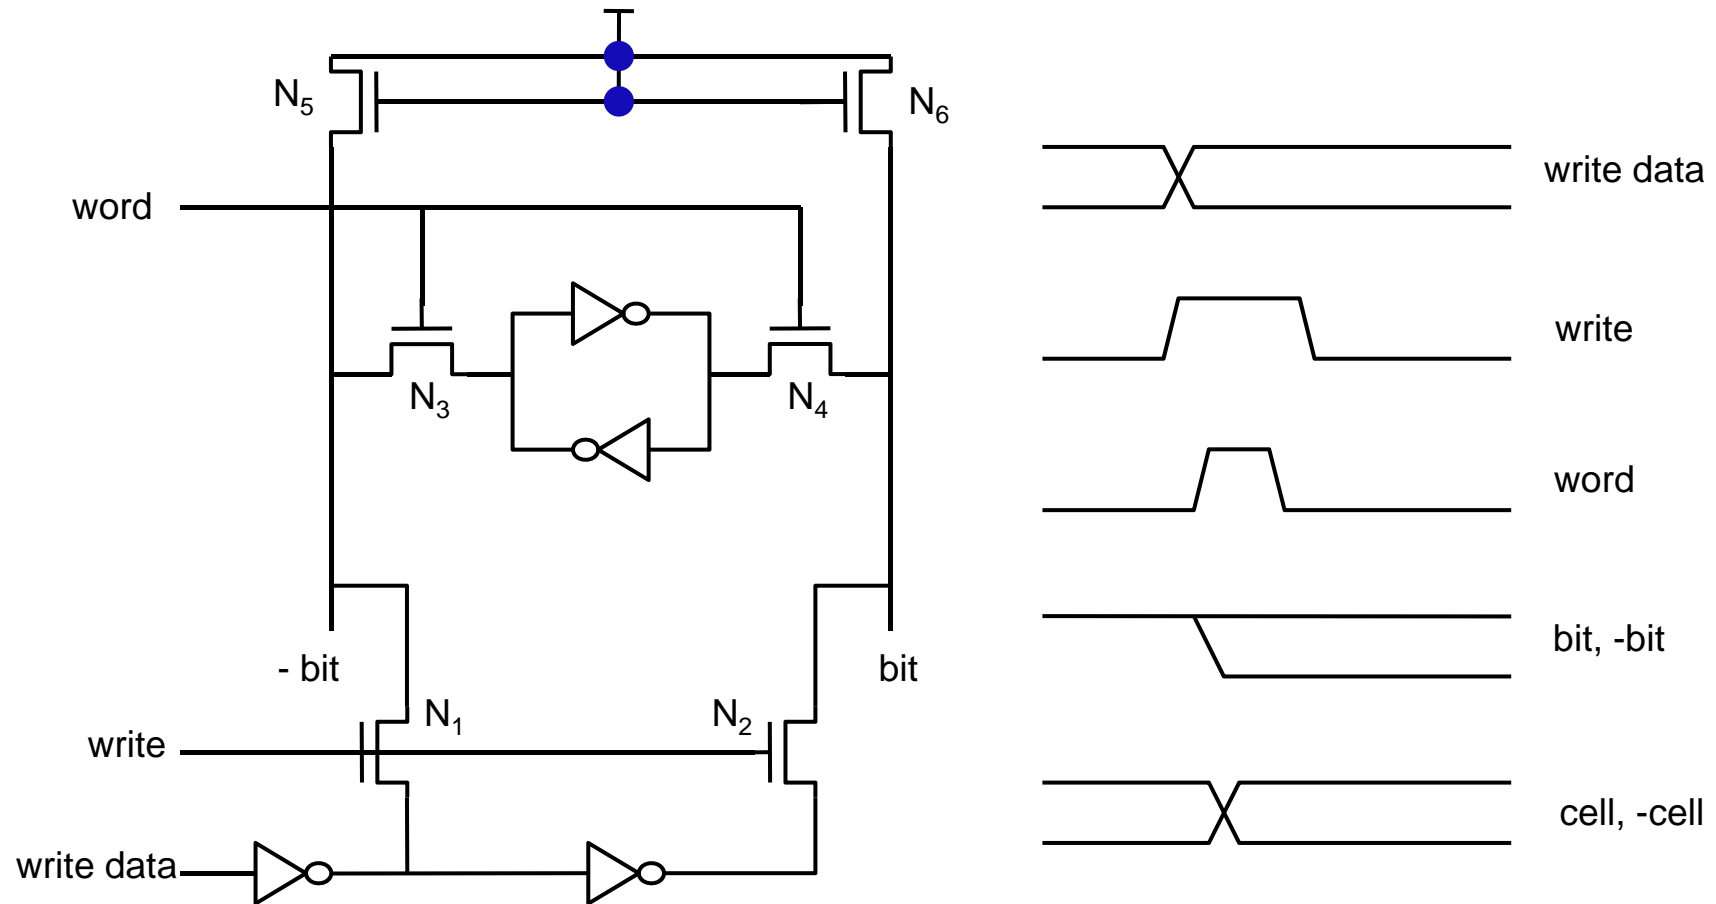 N5
N6
word
N3
N4
- bit
bit
N1
N2
write
write data
write data
write
word
bit, -bit
cell, -cell